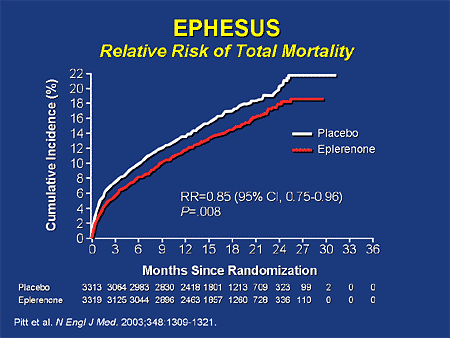 EPHESUS
Relative Risk of Total Mortality
Cumulative Incidence (%)
22
20
18
16
14
12
10
8
6
4
2
0
Placebo
Eplerenone
RR=0.85 (95% CI, 0.75-0.96)
P=.008
0 3 6 9 12 15 18 21 24 27 30 33 36
Months Since Randomization
Placebo 3313 3064 2983 2830 2418 1801 1213 709 323 99 2 0 0
Eplerenone 3319 3125 3044 2896 2463 1857 1260 728 336 110 0 0 0
Pitt et al. N Engl J Med. 2003;348:1309-1321.